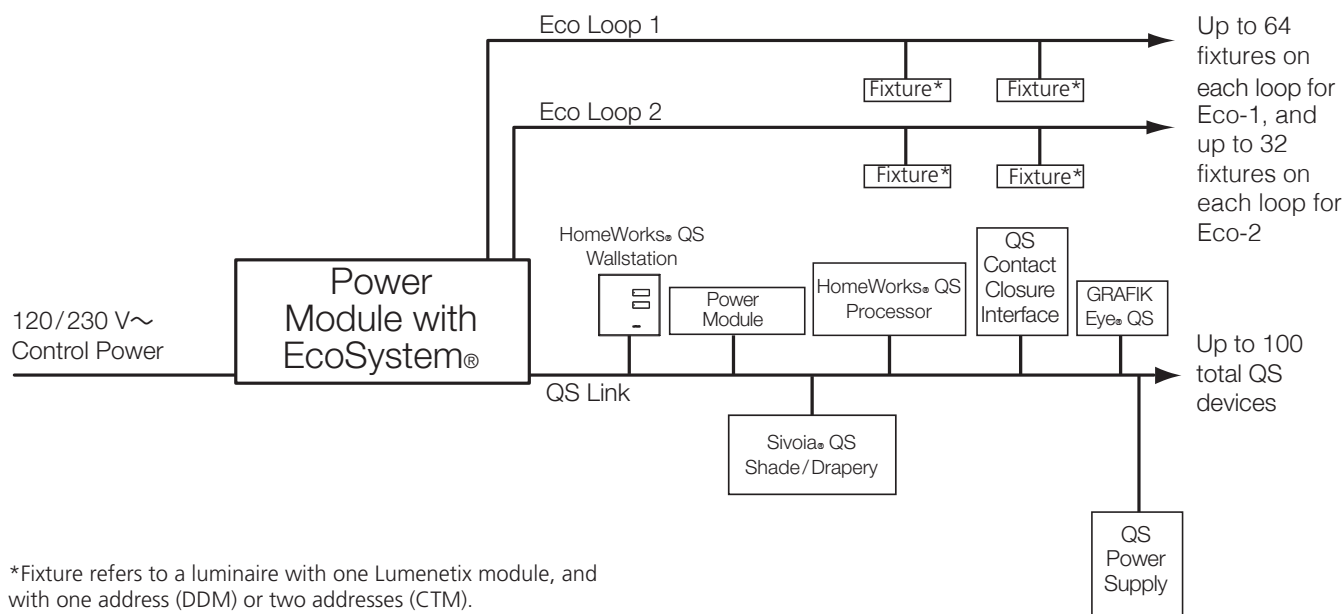 Eco Loop 1
Fixture*
Fixture*
Eco Loop 2
Fixture*
Fixture*
Up to 64
fixtures on
each loop for
Eco-1, and
up to 32
fixtures on
each loop for
Eco-2
120/230 V~
Control Power
Power
Module with
EcoSystem®
QS Link
HomeWorks® QS
Wallstation
Power
Module
HomeWorks® QS
Processor
QS
Contact
Closure
Interface
GRAFIK
Eye® QS
Up to 100
total QS
devices
Sivoia® QS
Shade/Drapery
QS
Power
Supply
*Fixture refers to a luminaire with one Lumenetix module, and
with one address (DDM) or two addresses (CTM).